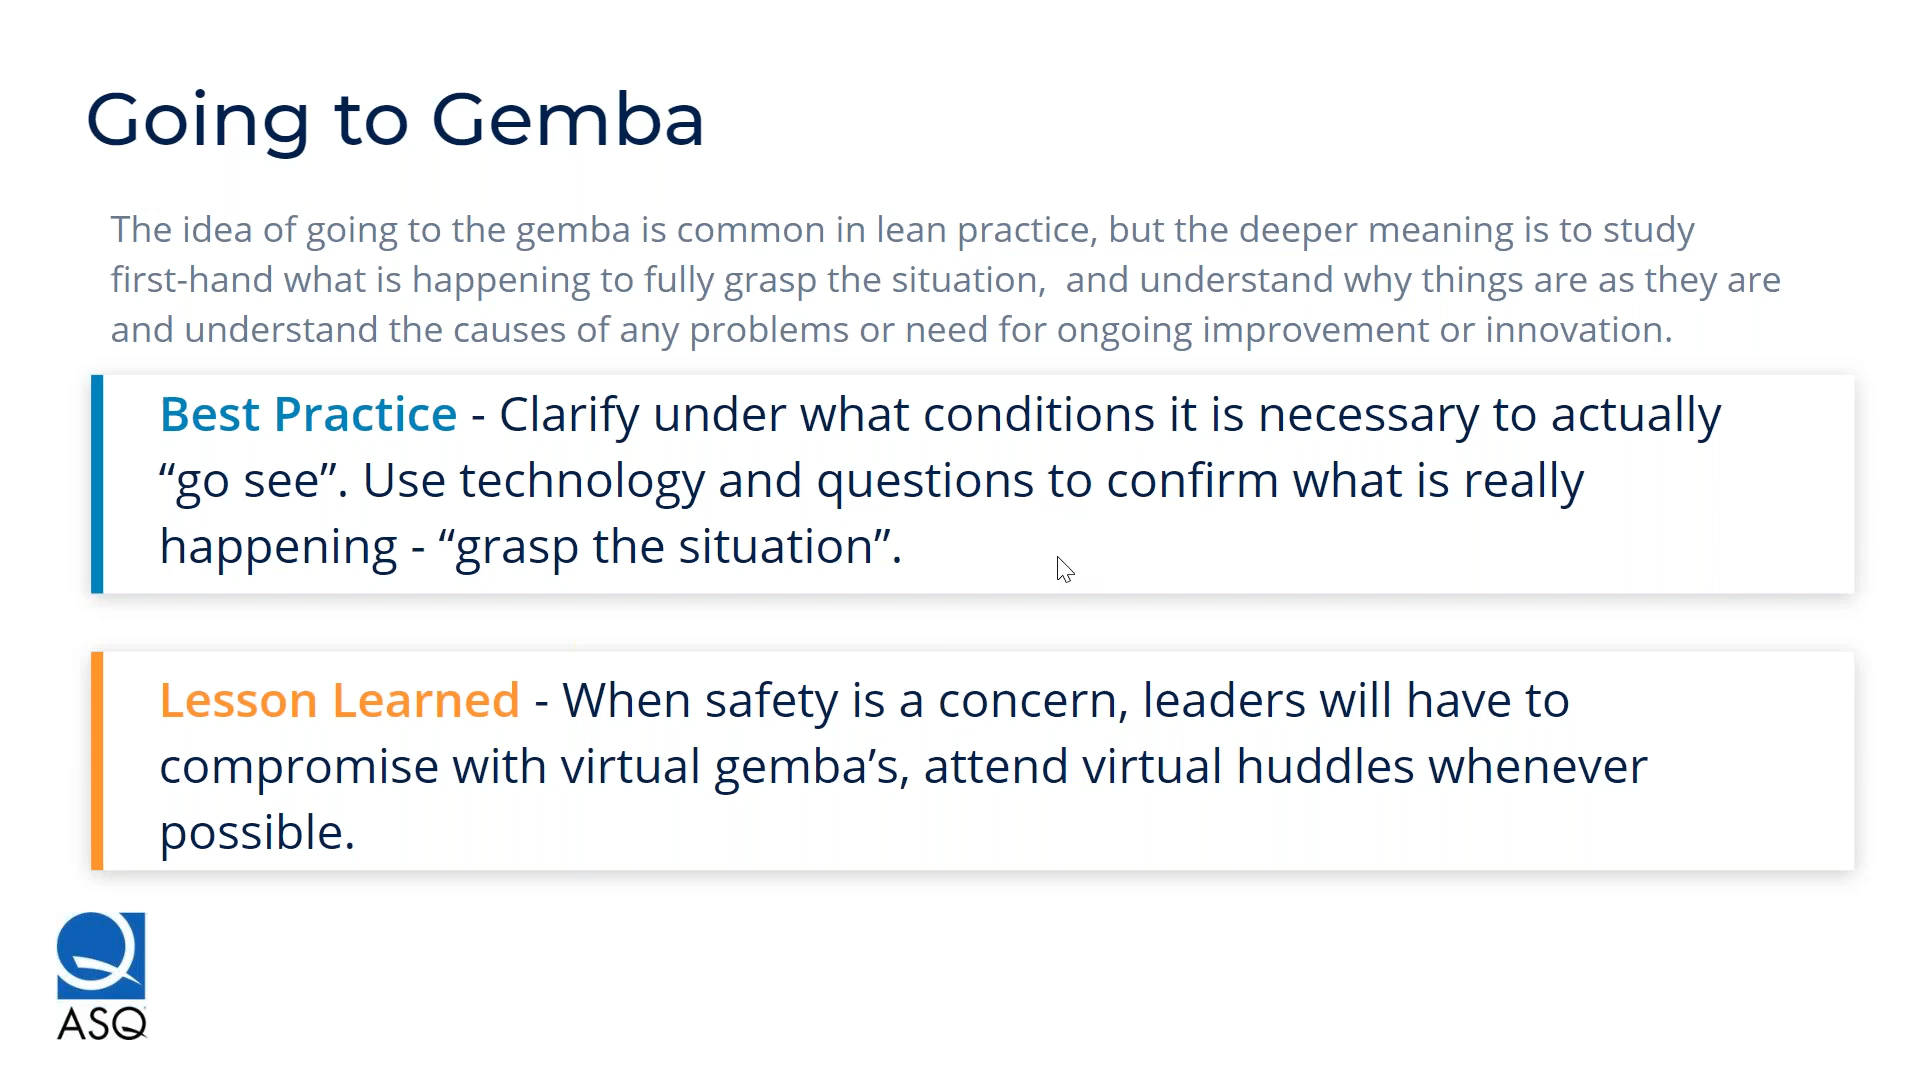 Going to Gemba
The idea of going to the gemba is common in lean practice, but the deeper meaning is to study
first-hand what is happening to fully grasp the situation,  and understand why things are as they are
and understand the causes of any problems or need for ongoing improvement or innovation.
Best Practice - Clarify under what conditions it is necessary to actually
“go see”. Use technology and questions to confirm what is really
happening - “grasp the situation”.
Lesson Learned - When safety is a concern, leaders will have to
compromise with virtual gemba’s, attend virtual huddles whenever
possible.
ASQ